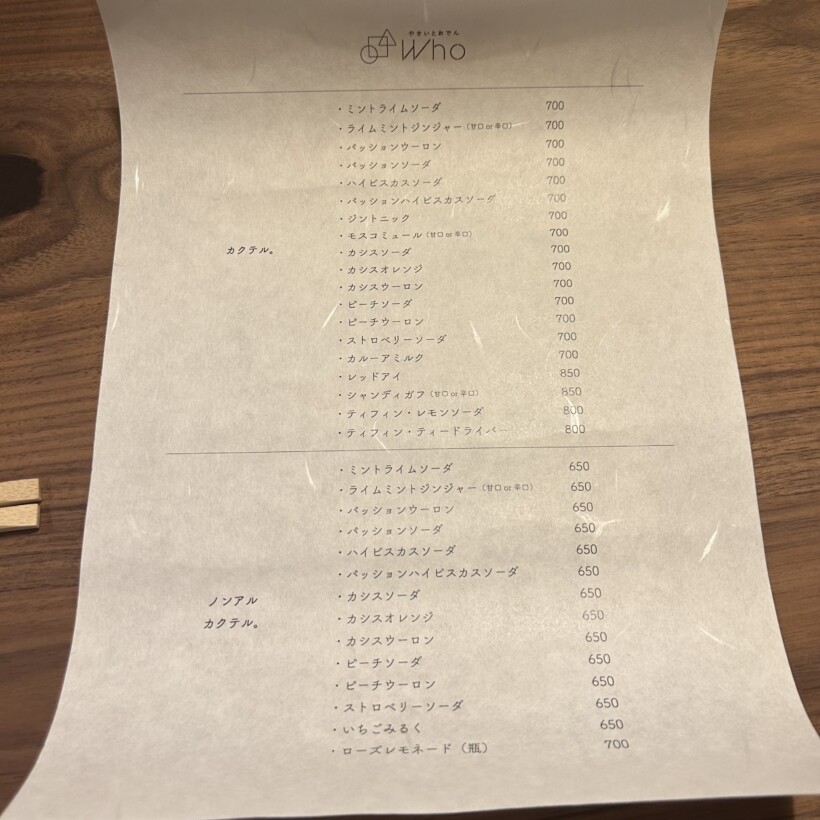 やきいとおでん
Who
・ミントライムソーダ 700
・ライムミントジンジャー（甘口 or 辛口） 700
・パッションウーロン 700
・パッションソーダ 700
・ハイビスカスソーダ 700
・パッションハイビスカスソーダ 700
・ジントニック 700
・モスコミュール（甘口 or 辛口） 700
カクテル。
・カシスソーダ 700
・カシスオレンジ 700
・カシスウーロン 700
・ピーチソーダ 700
・ピーチウーロン 700
・ストロベリーソーダ 700
・カルーアミルク 700
・レッドアイ 850
・シャンディガフ（甘口 or 辛口） 850
・ティフィン・レモンソーダ 800
・ティフィン・ティードライバー 800
・ミントライムソーダ 650
・ライムミントジンジャー（甘口 or 辛口） 650
・パッションウーロン 650
・パッションソーダ 650
・ハイビスカスソーダ 650
・パッションハイビスカスソーダ 650
ノンアル
カクテル。
・カシスソーダ 650
・カシスオレンジ 650
・カシスウーロン 650
・ピーチソーダ 650
・ピーチウーロン 650
・ストロベリーソーダ 650
・いちごみるく 650
・ローズレモネード（瓶） 700